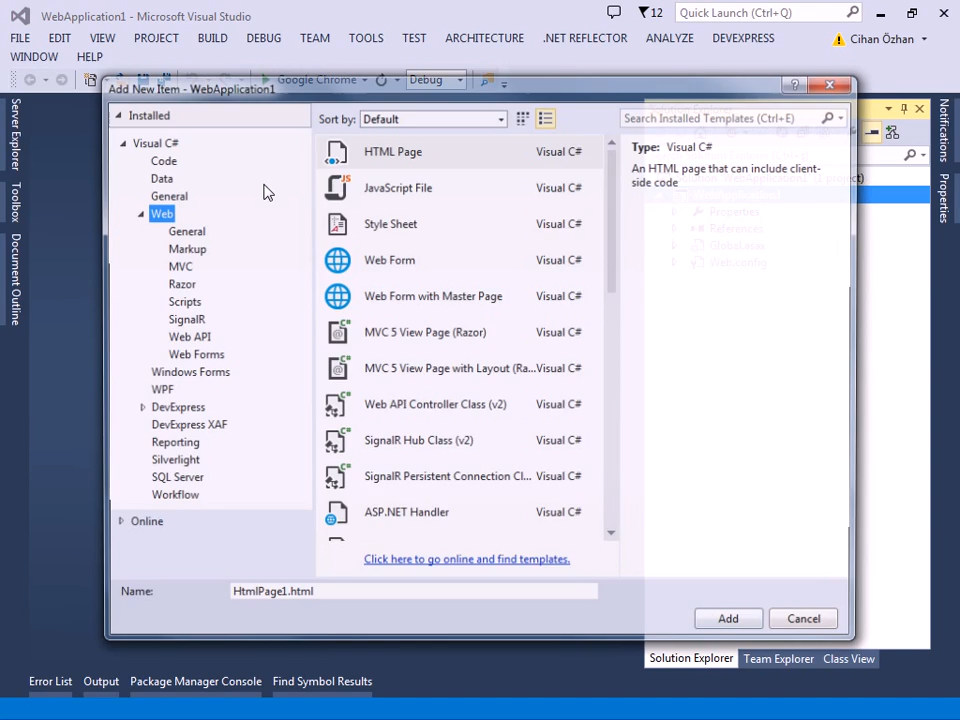 WebApplication1 - Microsoft Visual Studio
12
Quick Launch (Ctrl+Q)
FILE EDIT VIEW PROJECT BUILD DEBUG TEAM TOOLS TEST ARCHITECTURE .NET REFLECTOR ANALYZE DEVEXPRESS
Cihan Özhan
WINDOW HELP
Google Chrome
Debug
Server Explorer
Toolbox
Document Outline
Add New Item - WebApplication1
Installed
Visual C#
Code
Data
General
Web
General
Markup
MVC
Razor
Scripts
SignalR
Web API
Web Forms
Windows Forms
WPF
DevExpress
DevExpress XAF
Reporting
Silverlight
SQL Server
Workflow
Online
Sort by: Default
HTML Page Visual C#
JavaScript File Visual C#
Style Sheet Visual C#
Web Form Visual C#
Web Form with Master Page Visual C#
MVC 5 View Page (Razor) Visual C#
MVC 5 View Page with Layout (Ra... Visual C#
Web API Controller Class (v2) Visual C#
SignalR Hub Class (v2) Visual C#
SignalR Persistent Connection Cl... Visual C#
ASP.NET Handler Visual C#
Click here to go online and find templates.
Search Installed Templates (Ctrl+E)
Type: Visual C#
An HTML page that can include client-
side code
Solution Explorer
Properties
References
Global.asax
Web.config
Name: HtmlPage1.html
Add Cancel
Notifications
Properties
Solution Explorer Team Explorer Class View
Error List Output Package Manager Console Find Symbol Results